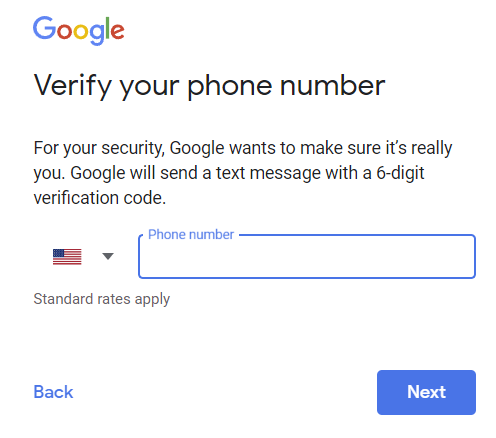 Google
Verify your phone number
For your security, Google wants to make sure it’s really
you. Google will send a text message with a 6-digit
verification code.
Phone number
Standard rates apply
Back
Next